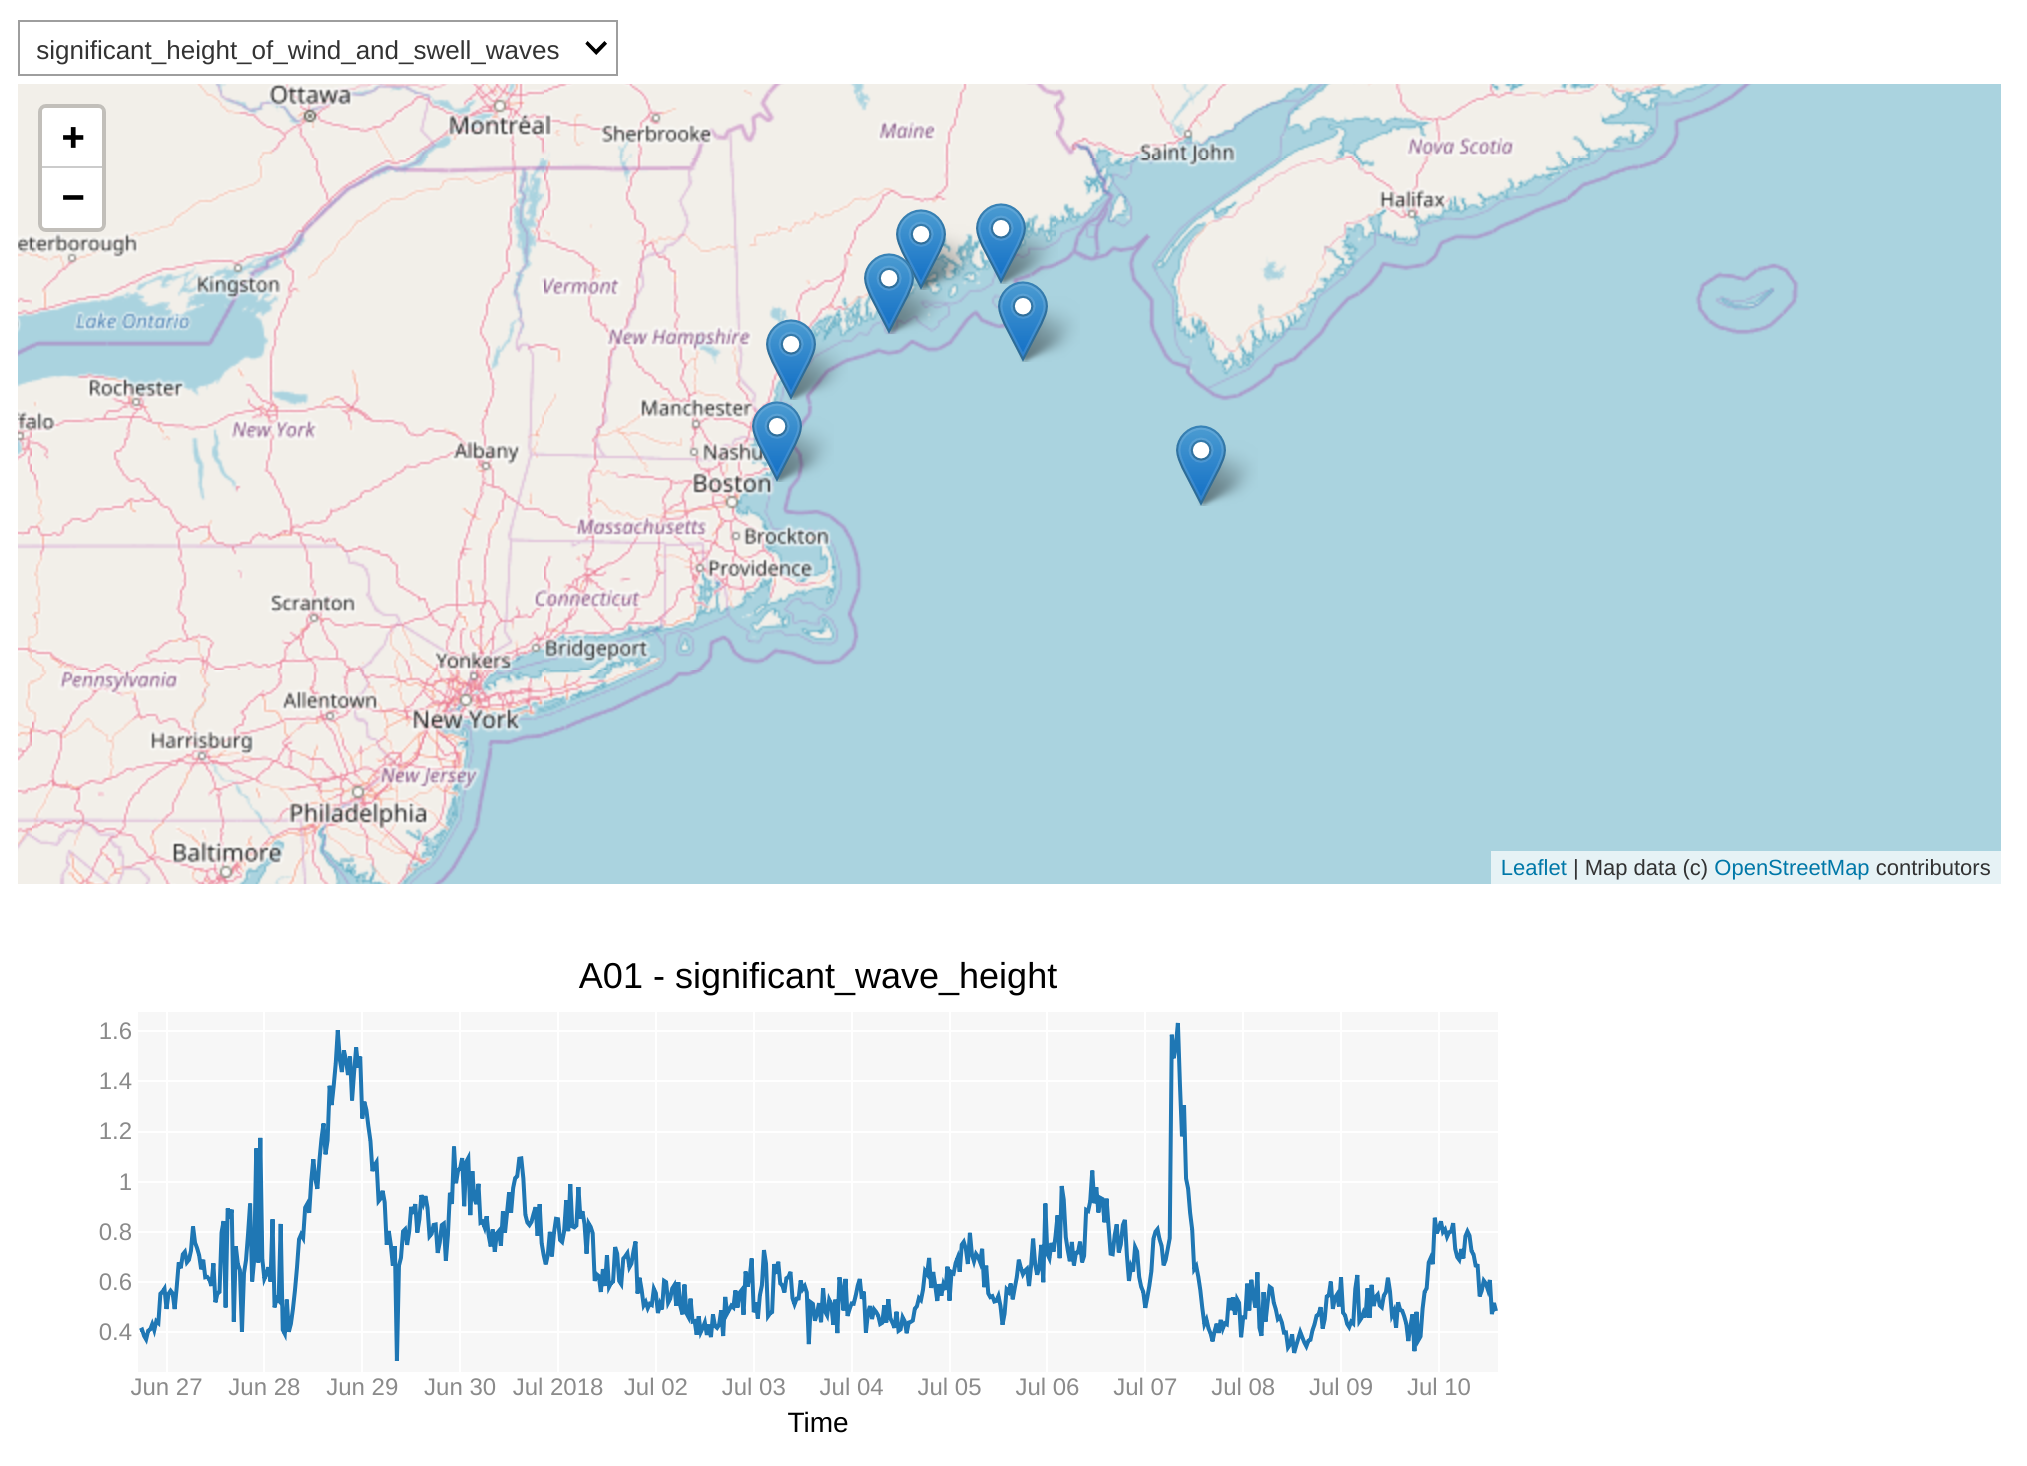 significant_height_of_wind_and_swell_waves
+
−
Ottawa
Montréal
Sherbrooke
Maine
Saint John
Nova Scotia
Halifax
eterborough
Kingston
Lake Ontario
Vermont
New Hampshire
Rochester
Manchester
falo
New York
Albany
Nashu
Boston
Massachusetts
Brockton
Providence
Connecticut
Scranton
Bridgeport
Yonkers
Pennsylvania
Allentown
New York
Harrisburg
New Jersey
Philadelphia
Baltimore
Leaflet | Map data (c) OpenStreetMap contributors
A01 - significant_wave_height
1.6
1.4
1.2
1
0.8
0.6
0.4
Jun 27 Jun 28 Jun 29 Jun 30 Jul 2018 Jul 02 Jul 03 Jul 04 Jul 05 Jul 06 Jul 07 Jul 08 Jul 09 Jul 10
Time